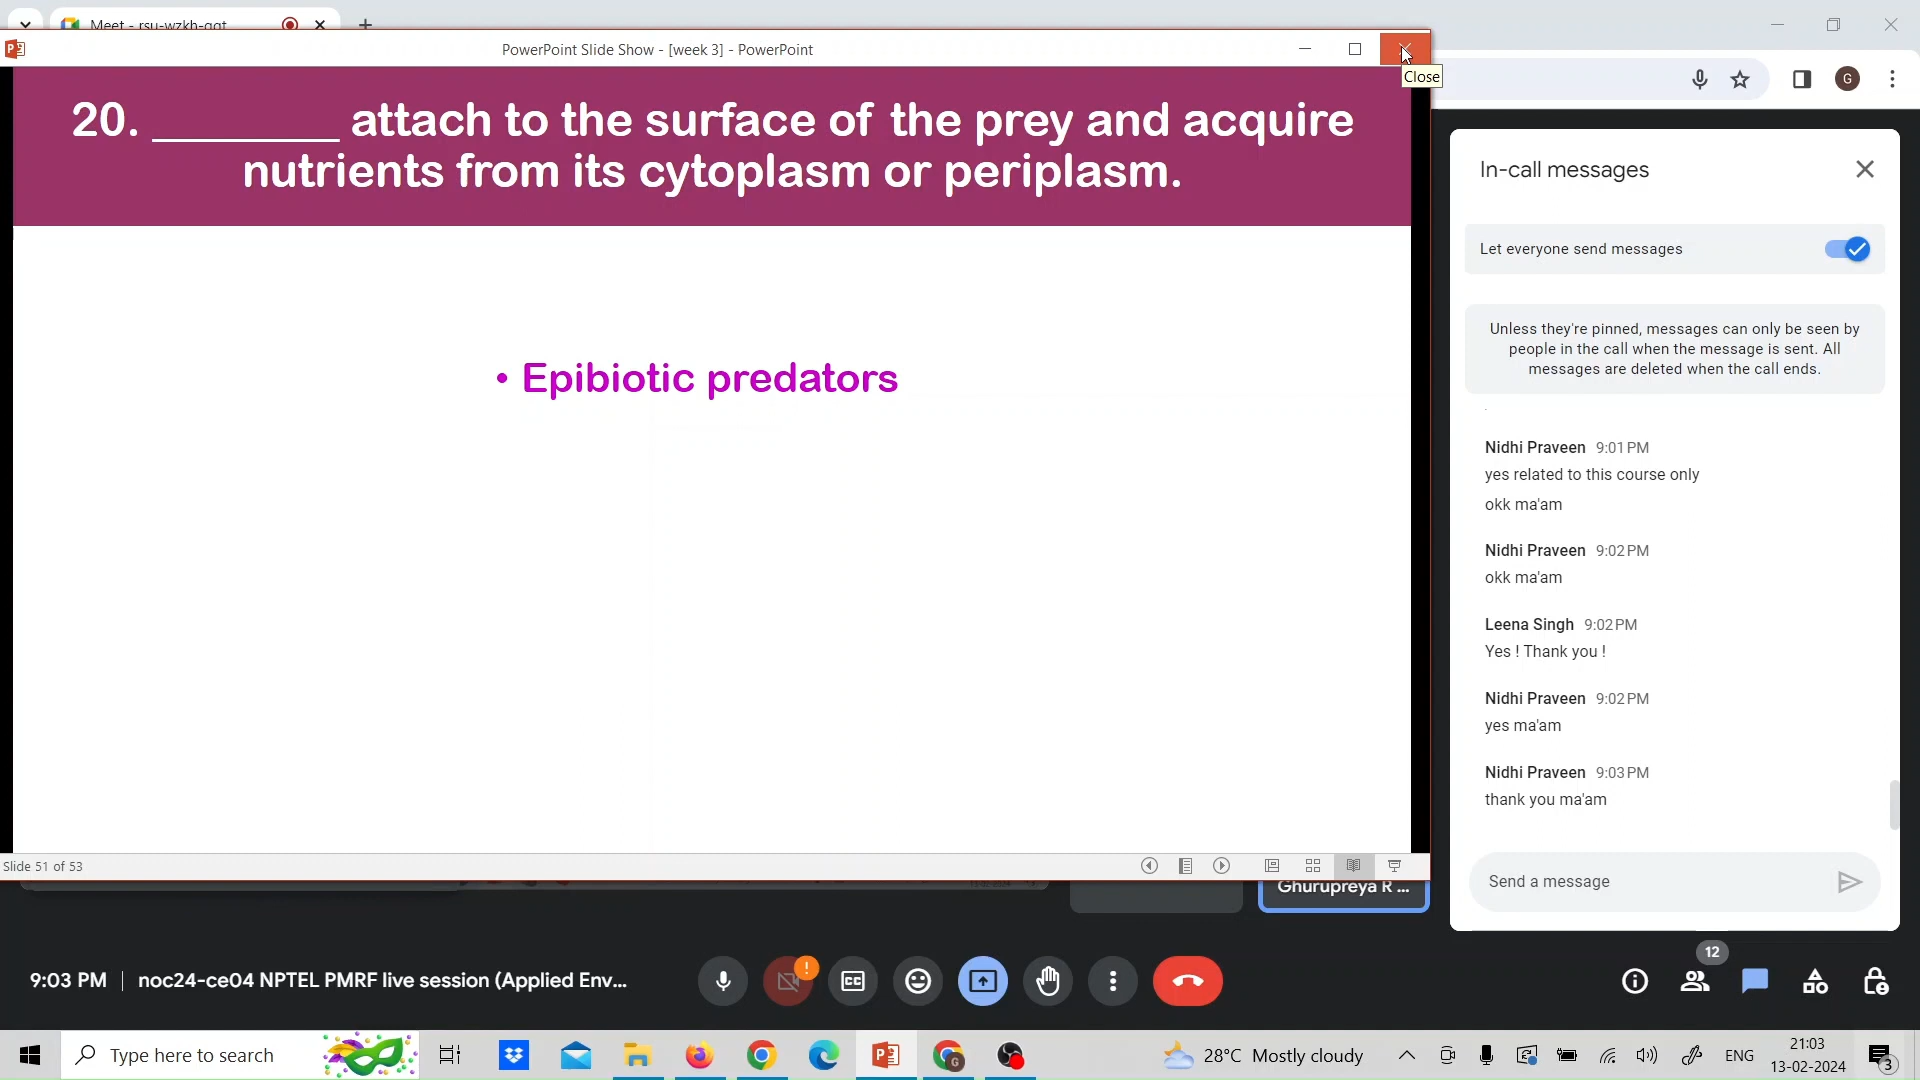 Meet - rsu-wzkh-qqt
PowerPoint Slide Show - [week 3] - PowerPoint
Close
G
20. ________ attach to the surface of the prey and acquire
nutrients from its cytoplasm or periplasm.
• Epibiotic predators
Slide 51 of 53
In-call messages
Let everyone send messages
Unless they're pinned, messages can only be seen by
people in the call when the message is sent. All
messages are deleted when the call ends.
Nidhi Praveen 9:01 PM
yes related to this course only
okk ma'am
Nidhi Praveen 9:02 PM
okk ma'am
Leena Singh 9:02 PM
Yes ! Thank you !
Nidhi Praveen 9:02 PM
yes ma'am
Nidhi Praveen 9:03 PM
thank you ma'am
Send a message
Ghurupreya R ...
9:03 PM | noc24-ce04 NPTEL PMRF live session (Applied Env...
12
Type here to search
28°C Mostly cloudy
ENG
21:03
13-02-2024
3